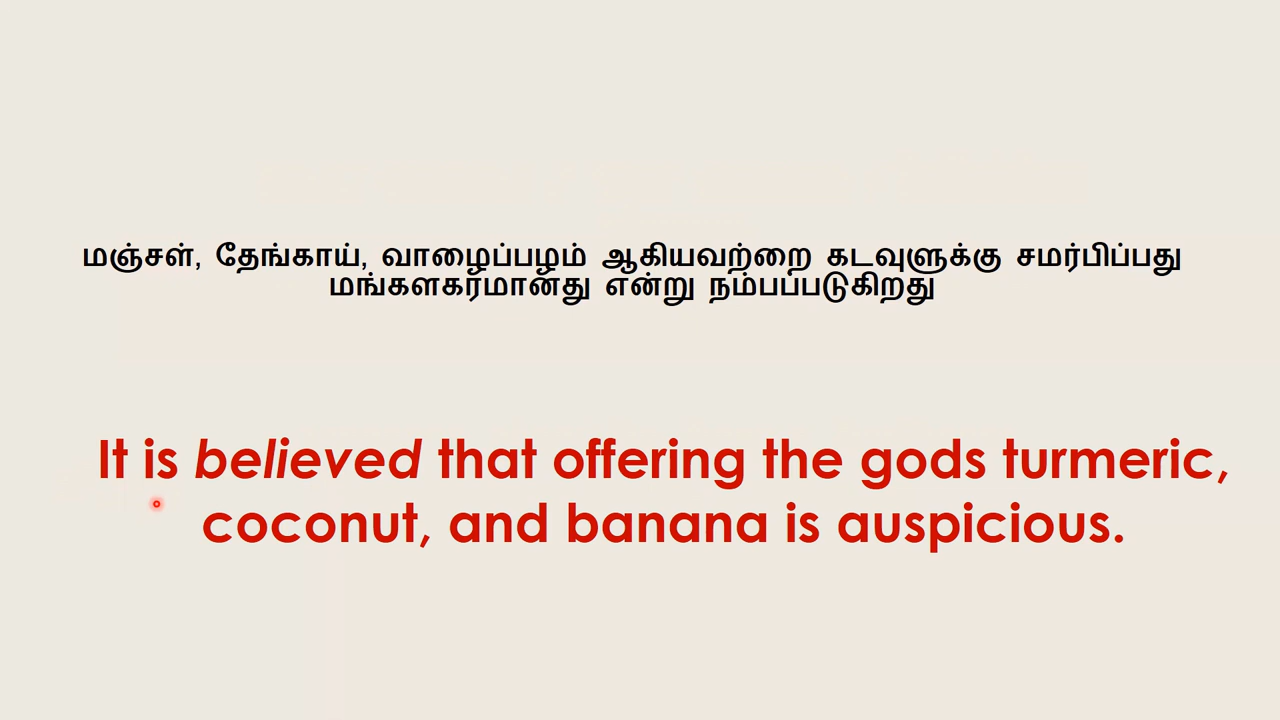 மஞ்சள், தேங்காய், வாழைப்பழம் ஆகியவற்றை கடவுளுக்கு சமர்பிப்பது
மங்களகரமானது என்று நம்பப்படுகிறது
It is believed that offering the gods turmeric,
coconut, and banana is auspicious.